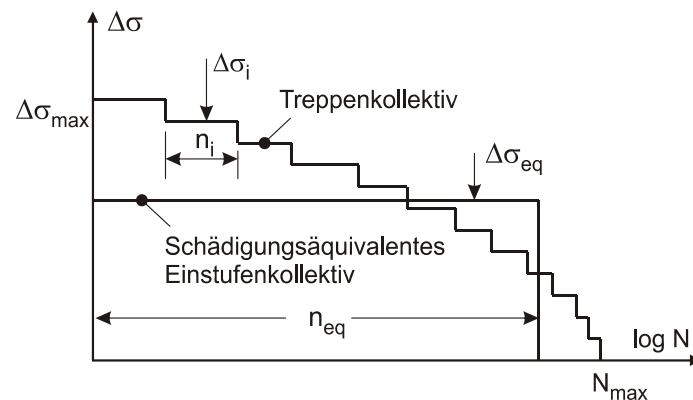 Δσ
Δσi
Treppenkollektiv
Δσmax
ni
Δσeq
Schädigungsäquivalentes
Einstufenkollektiv
neq
log N
Nmax